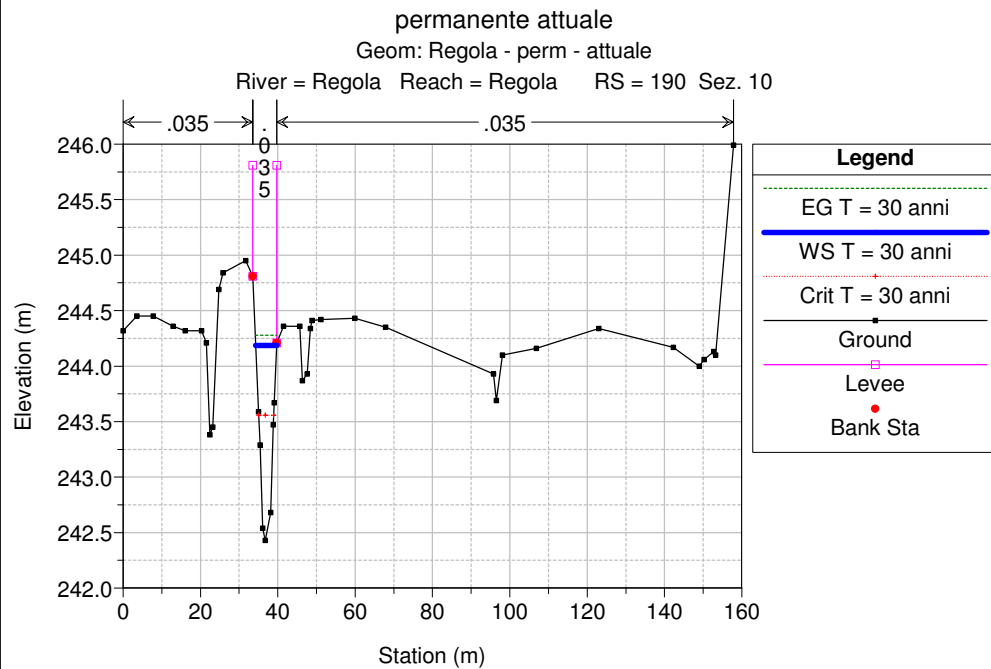 permanente attuale
Geom: Regola - perm - attuale
River = Regola   Reach = Regola      RS = 190  Sez. 10
.035
.035
.035
246.0
245.5
245.0
244.5
244.0
243.5
243.0
242.5
242.0
0
20
40
60
80
100
120
140
160
Station (m)
Elevation (m)
Legend
EG T = 30 anni
WS T = 30 anni
Crit T = 30 anni
Ground
Levee
Bank Sta